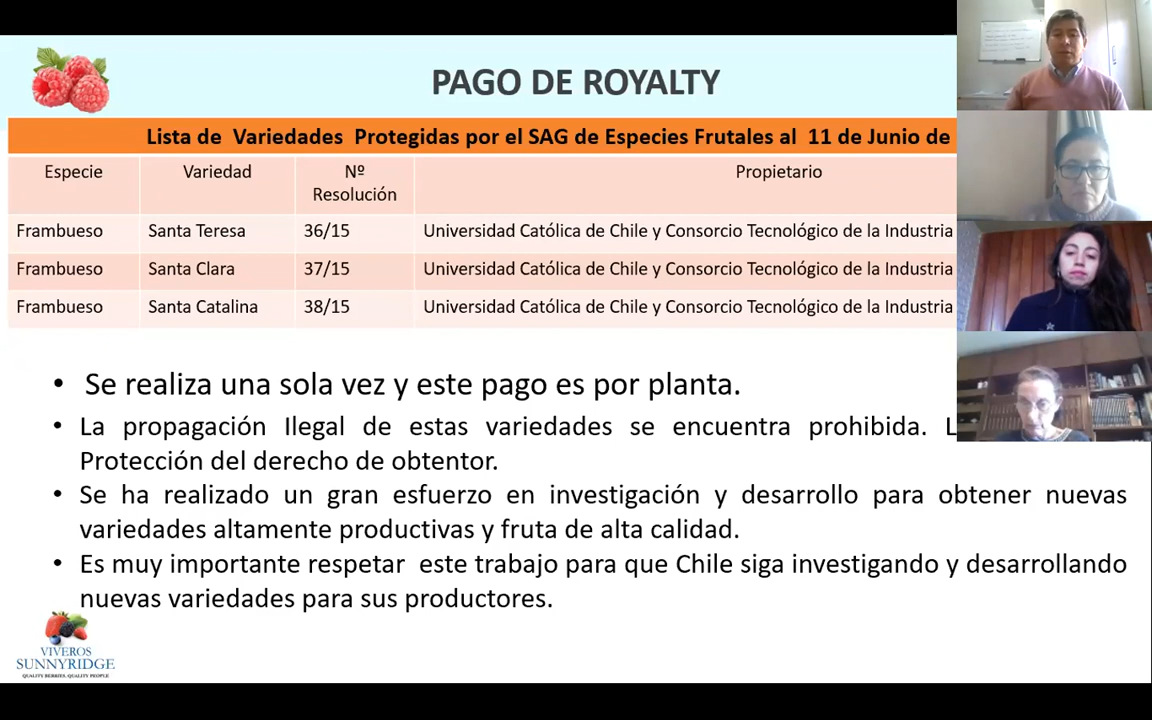 PAGO DE ROYALTY
Lista de Variedades Protegidas por el SAG de Especies Frutales al 11 de Junio de
Especie Variedad Nº Resolución Propietario
Frambueso Santa Teresa 36/15 Universidad Católica de Chile y Consorcio Tecnológico de la Industria
Frambueso Santa Clara 37/15 Universidad Católica de Chile y Consorcio Tecnológico de la Industria
Frambueso Santa Catalina 38/15 Universidad Católica de Chile y Consorcio Tecnológico de la Industria
• Se realiza una sola vez y este pago es por planta.
• La propagación Ilegal de estas variedades se encuentra prohibida.
Protección del derecho de obtentor.
• Se ha realizado un gran esfuerzo en investigación y desarrollo para obtener nuevas
variedades altamente productivas y fruta de alta calidad.
• Es muy importante respetar este trabajo para que Chile siga investigando y desarrollando
nuevas variedades para sus productores.
VIVEROS
SUNNYRIDGE
QUALITY BERRIES, QUALITY PEOPLE